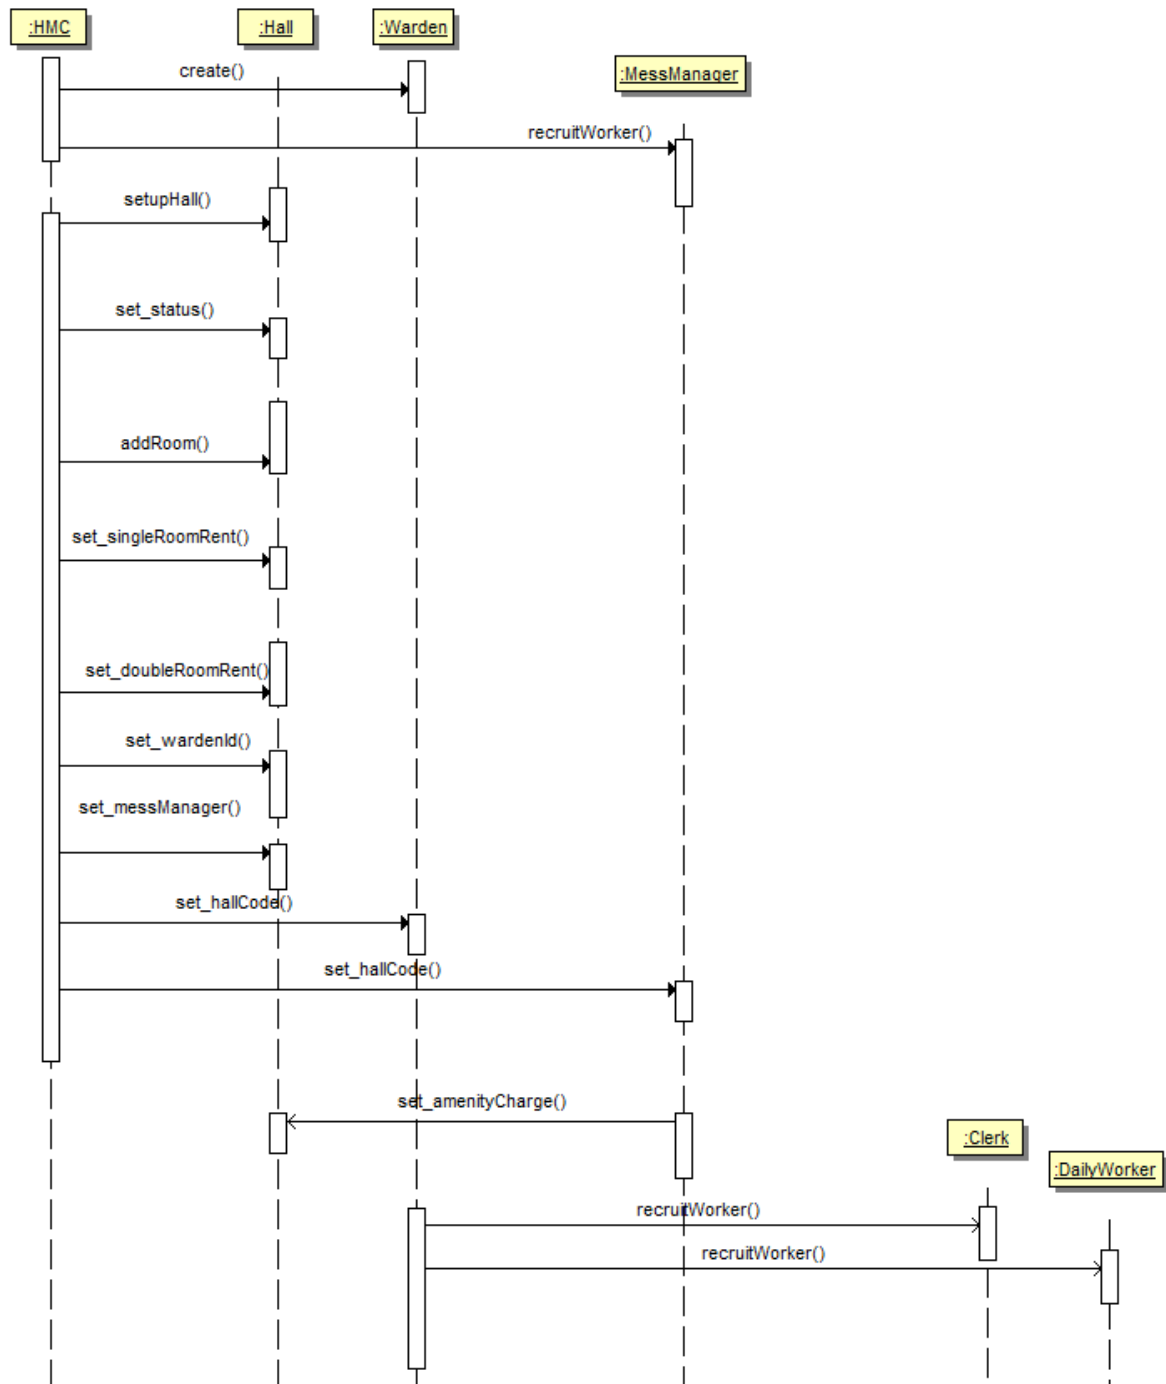 :HMC
:Hall
:Warden
:MessManager
create()
recruitWorker()
setupHall()
set_status()
addRoom()
set_singleRoomRent()
set_doubleRoomRent()
set_wardenId()
set_messManager()
set_hallCode()
set_hallCode()
set_amenityCharge()
:Clerk
:DailyWorker
recruitWorker()
recruitWorker()